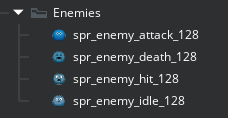 Enemies
spr_enemy_attack_128
spr_enemy_death_128
spr_enemy_hit_128
spr_enemy_idle_128